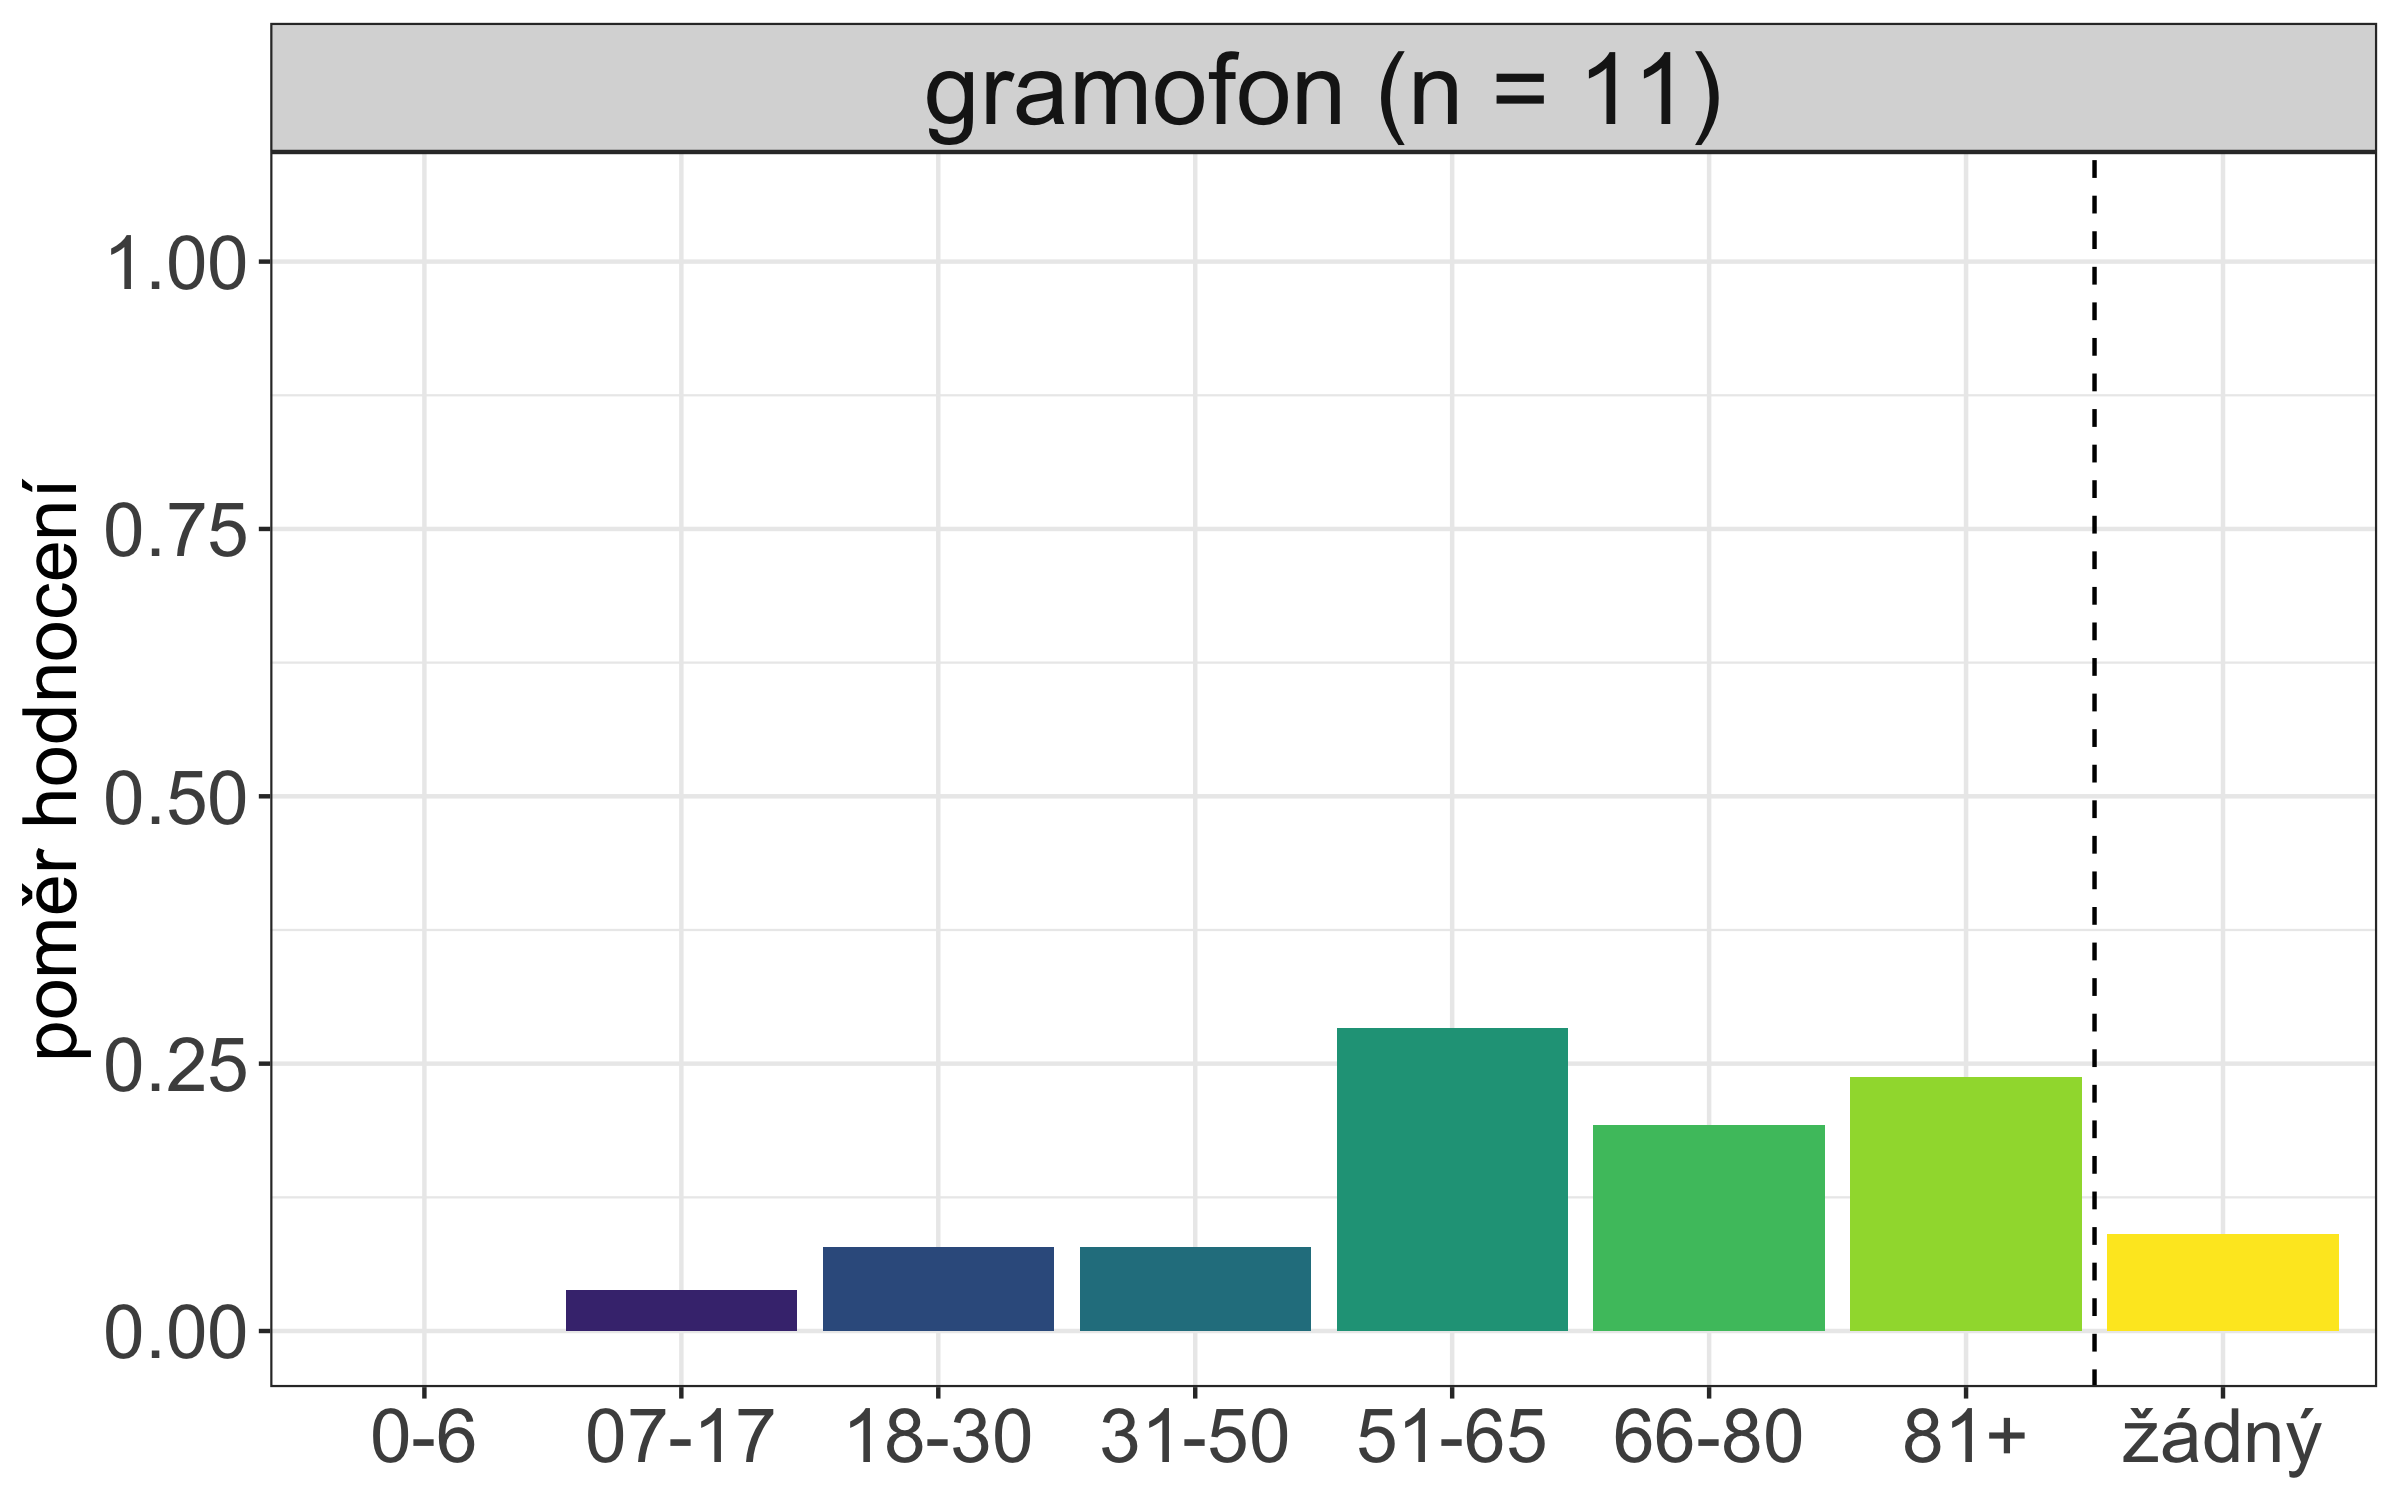 gramofon (n = 11)
poměr hodnocení
1.00
0.75
0.50
0.25
0.00
0-6 07-17 18-30 31-50 51-65 66-80 81+ žádný